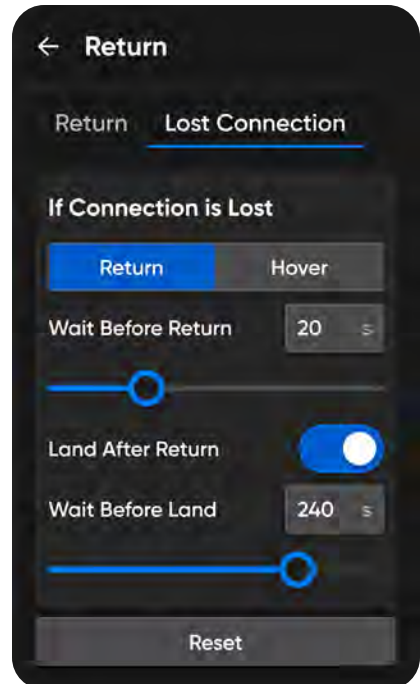 Return
Return Lost Connection
If Connection is Lost
Return Hover
Wait Before Return 20 s
Land After Return
Wait Before Land 240 s
Reset